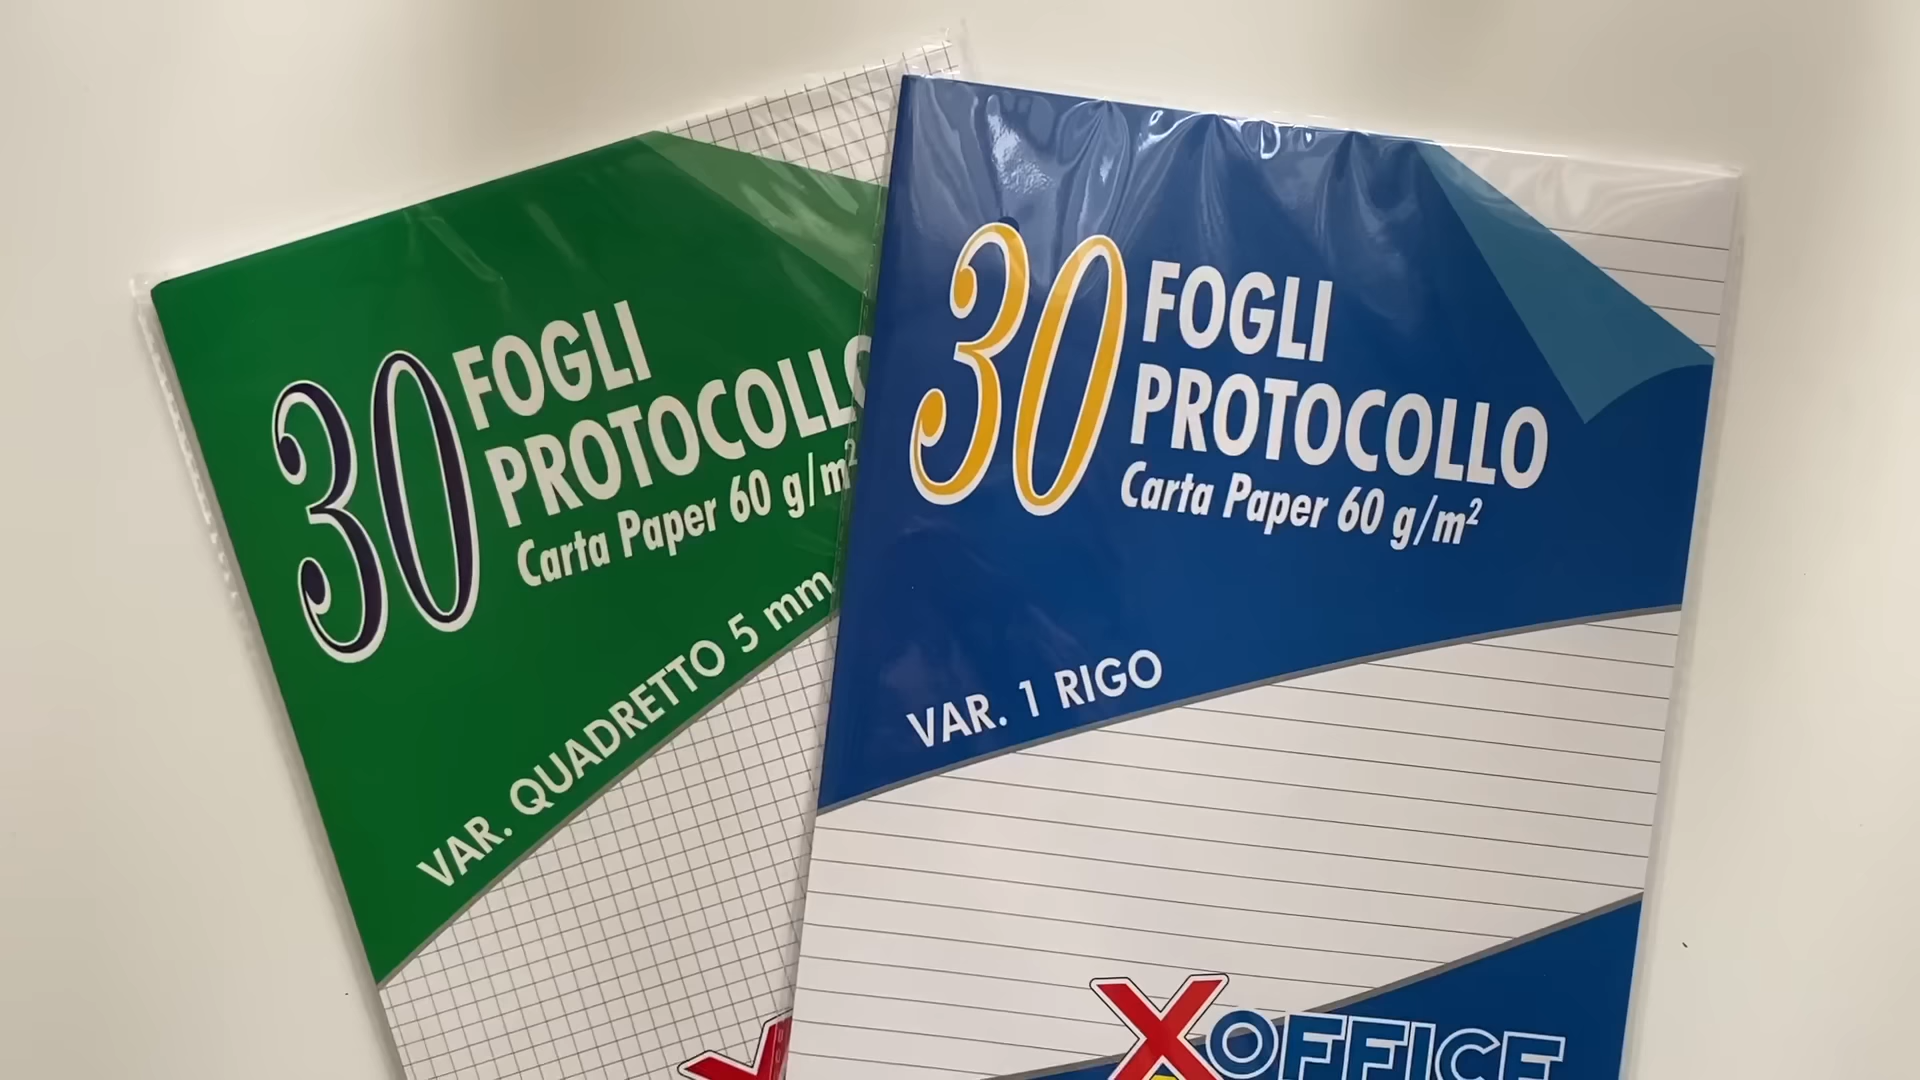 30
FOGLI
PROTOCOLLO
Carta Paper 60 g/m²
VAR. QUADRETTO 5 mm
30
FOGLI
PROTOCOLLO
Carta Paper 60 g/m²
VAR. 1 RIGO
XOFFICE